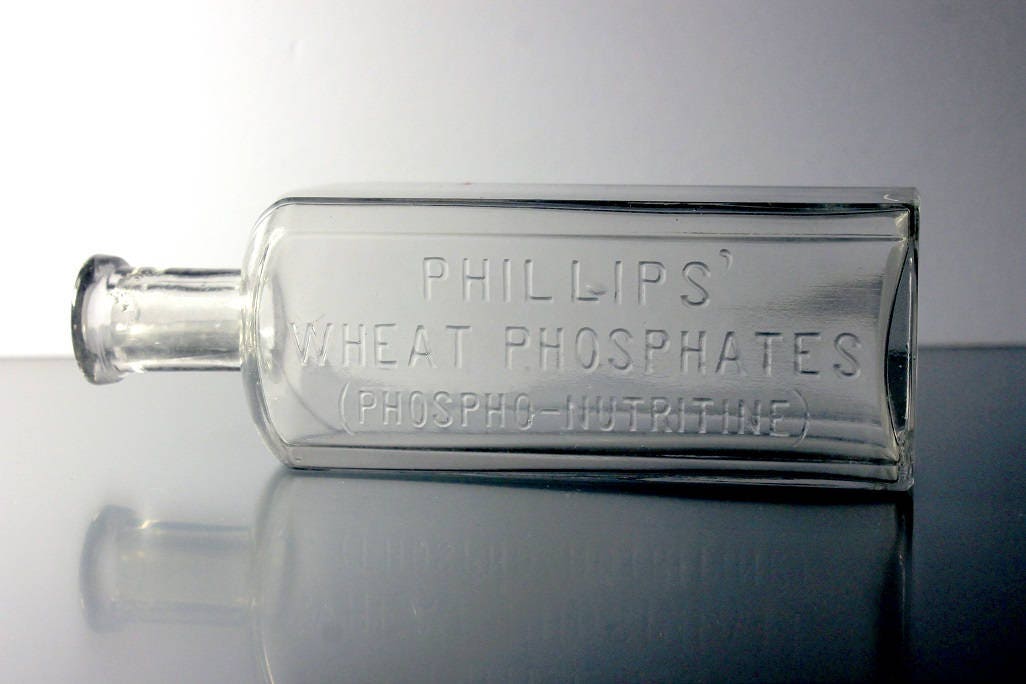 PHILLIPS'
WHEAT PHOSPHATES
(PHOSPHO-NUTRITINE)